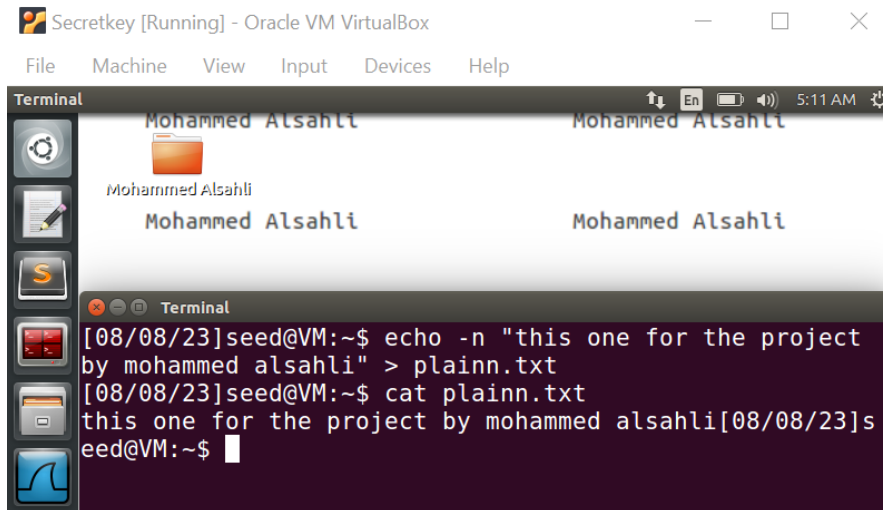 Secretkey [Running] - Oracle VM VirtualBox
File Machine View Input Devices Help
Terminal En 5:11 AM
Mohammed Alsahli Mohammed Alsahli
Mohammed Alsahli
Mohammed Alsahli Mohammed Alsahli
S
Terminal
[08/08/23]seed@VM:~$ echo -n "this one for the project
by mohammed alsahli" > plainn.txt
[08/08/23]seed@VM:~$ cat plainn.txt
this one for the project by mohammed alsahli[08/08/23]s
eed@VM:~$